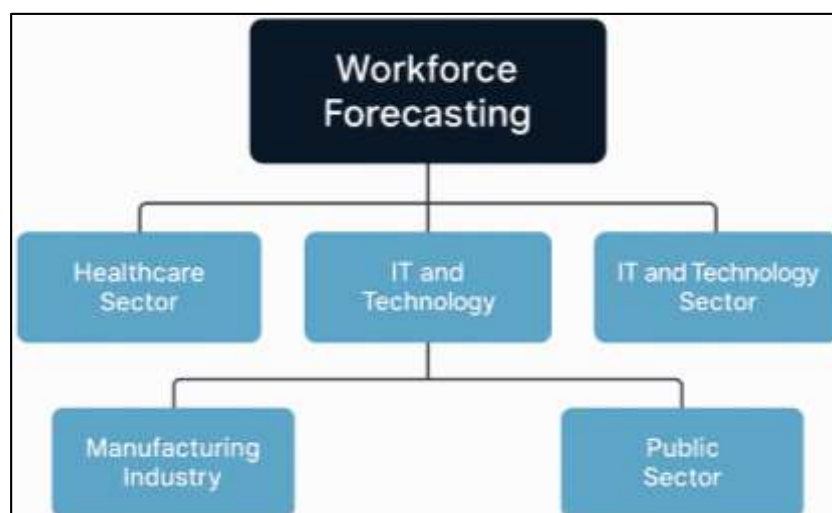 Workforce
Forecasting
Healthcare
Sector
IT and
Technology
IT and Technology
Sector
Manufacturing
Industry
Public
Sector